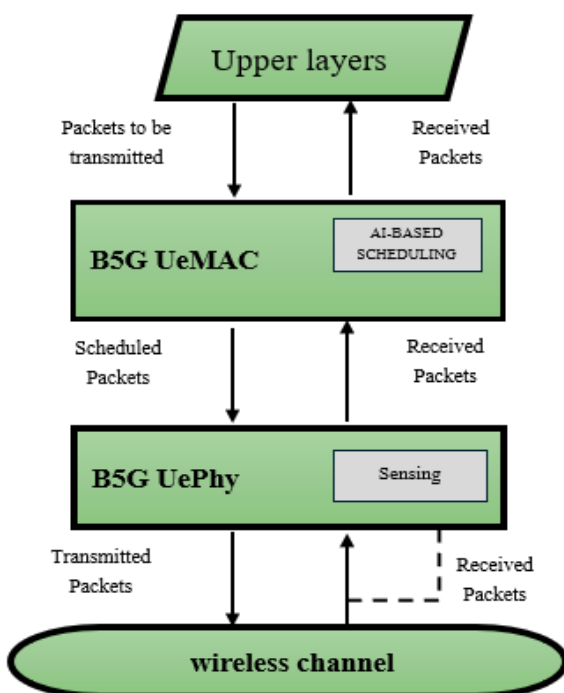 Upper layers
Packets to be
transmitted
Received
Packets
AI-BASED
SCHEDULING
B5G UeMAC
Scheduled
Packets
Received
Packets
B5G UePhy
Sensing
Transmitted
Packets
Received
Packets
wireless channel